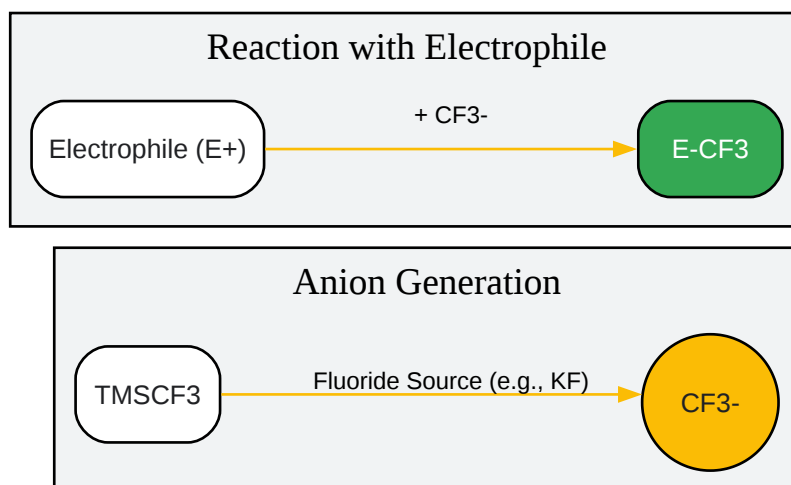 Reaction with Electrophile
Electrophile (E+)
+ CF3-
E-CF3
Anion Generation
TMSCF3
Fluoride Source (e.g., KF)
CF3-